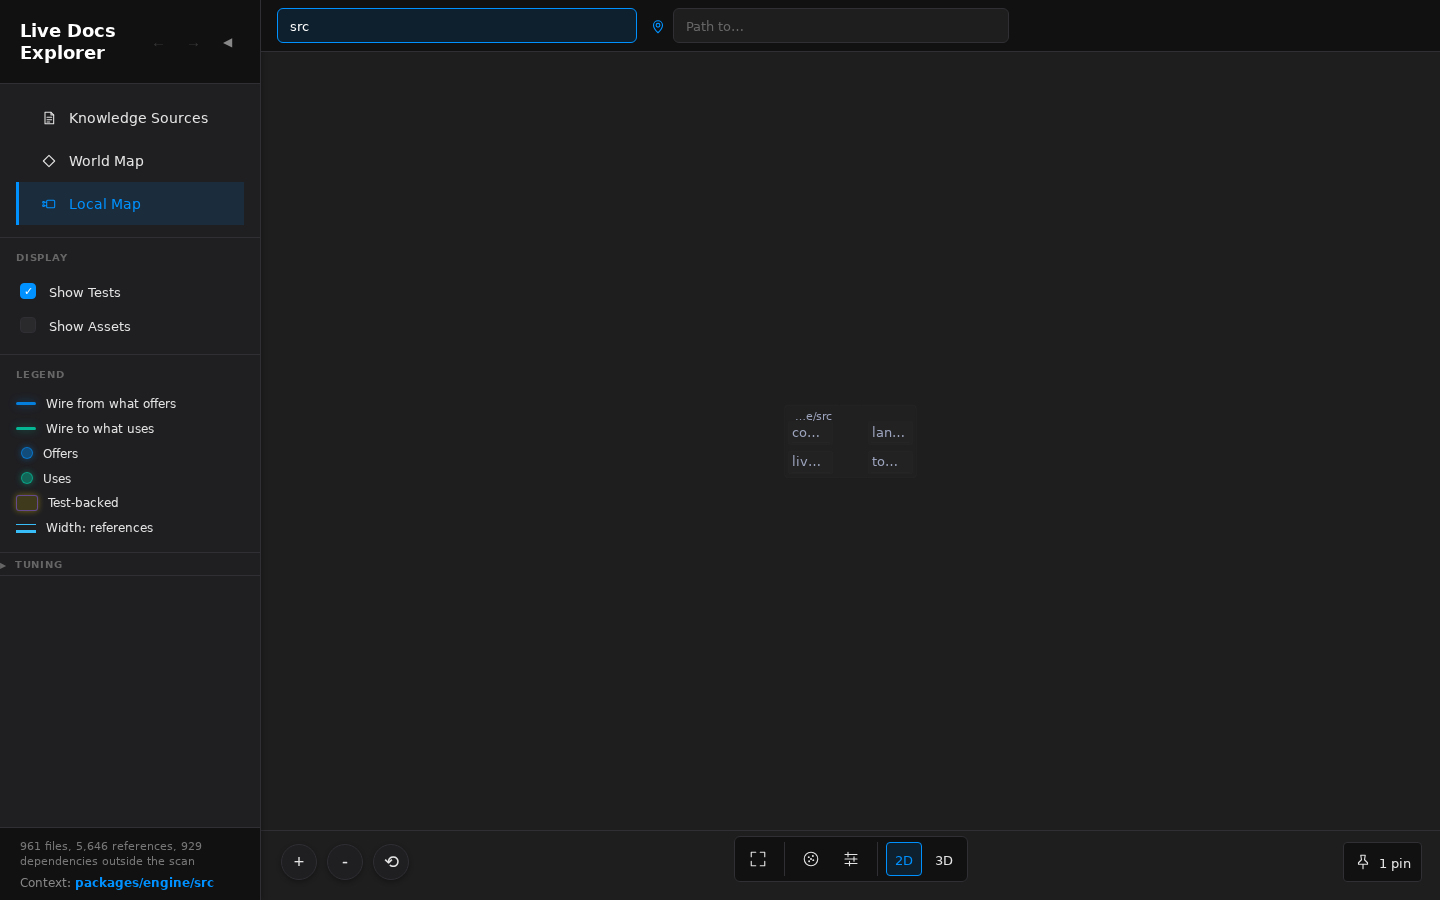 Live Docs
Explorer
← → ◀
src
Path to...
Knowledge Sources
World Map
Local Map
DISPLAY
✓ Show Tests
Show Assets
LEGEND
Wire from what offers
Wire to what uses
Offers
Uses
Test-backed
Width: references
▶ TUNING
...e/src
co... lan...
liv... to...
961 files, 5,646 references, 929
dependencies outside the scan
Context: packages/engine/src
+ - ⟲
2D 3D
1 pin